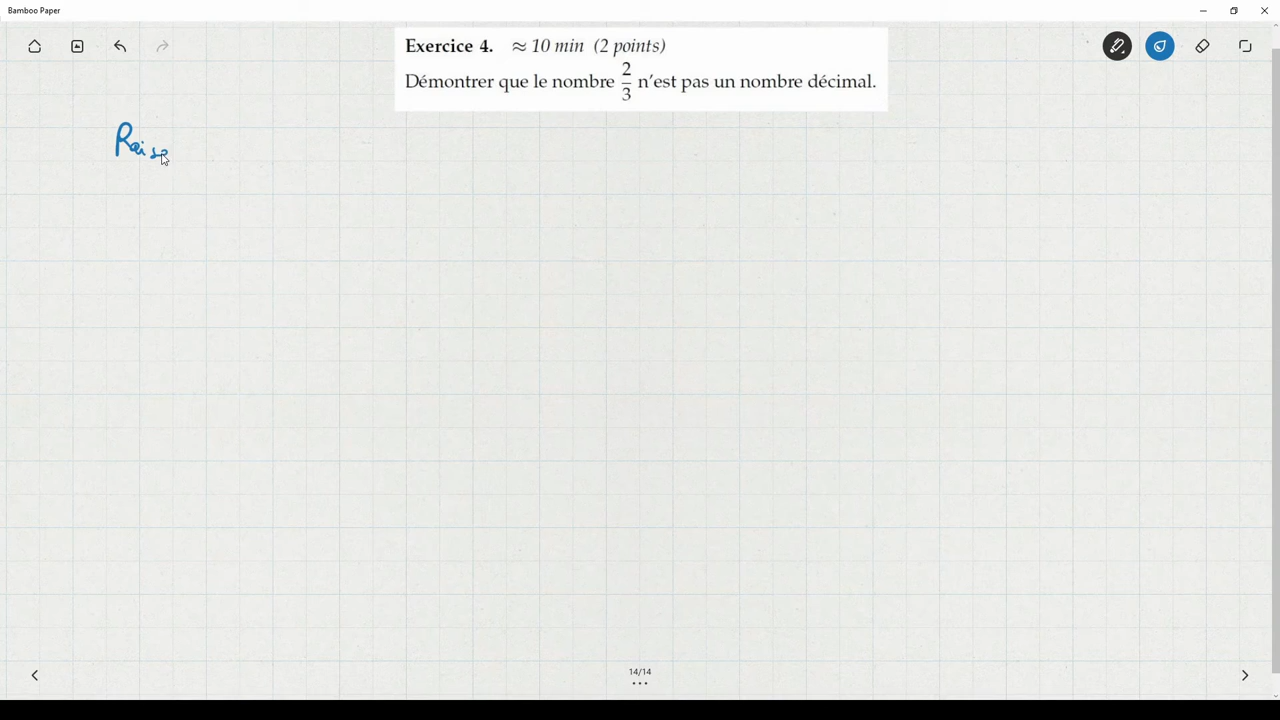 Bamboo Paper
Exercice 4. ≈ 10 min (2 points)
Démontrer que le nombre 2/3 n'est pas un nombre décimal.
Raiso
14/14